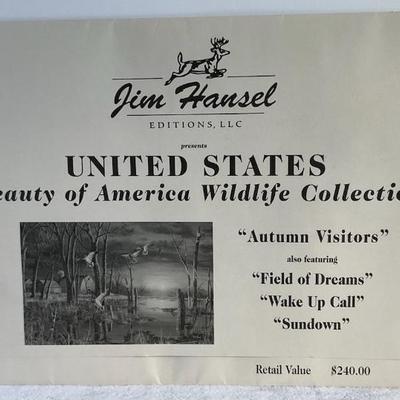 Jim Hansel
EDITIONS, LLC
presents
UNITED STATES
eauty of America Wildlife Collectio
"Autumn Visitors"
also featuring
"Field of Dreams"
"Wake Up Call"
"Sundown"
Retail Value $240.00